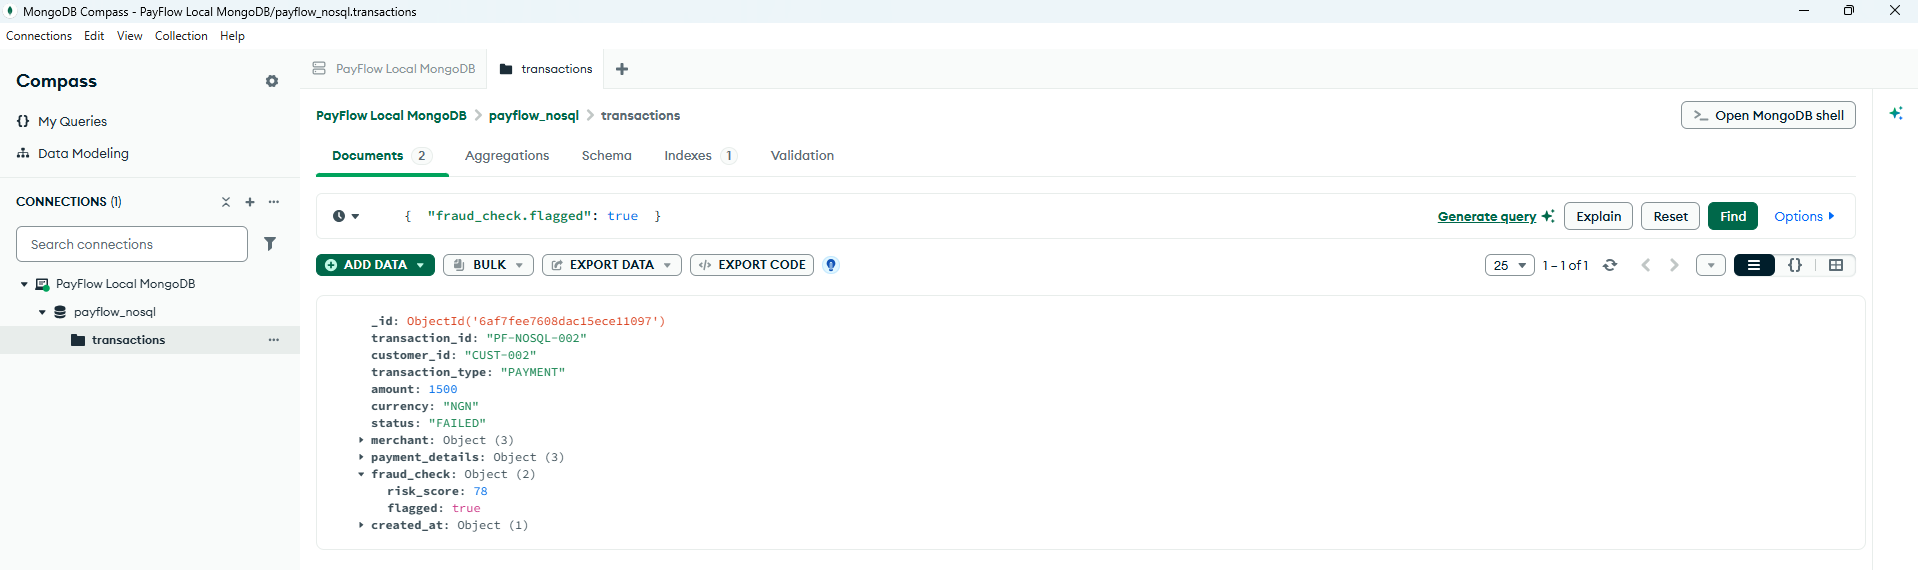 MongoDB Compass - PayFlow Local MongoDB/payflow_nosql.transactions
Connections Edit View Collection Help
Compass
My Queries
Data Modeling
CONNECTIONS (1)
Search connections
PayFlow Local MongoDB
payflow_nosql
transactions
PayFlow Local MongoDB
transactions
PayFlow Local MongoDB > payflow_nosql > transactions
>_ Open MongoDB shell
Documents 2 Aggregations Schema Indexes 1 Validation
{ "fraud_check.flagged": true }
Generate query Explain Reset Find Options
ADD DATA BULK EXPORT DATA </> EXPORT CODE 25 1 – 1 of 1 {}
_id: ObjectId('6af7fee7608dac15ece11097')
transaction_id: "PF-NOSQL-002"
customer_id: "CUST-002"
transaction_type: "PAYMENT"
amount: 1500
currency: "NGN"
status: "FAILED"
merchant: Object (3)
payment_details: Object (3)
fraud_check: Object (2)
risk_score: 78
flagged: true
created_at: Object (1)